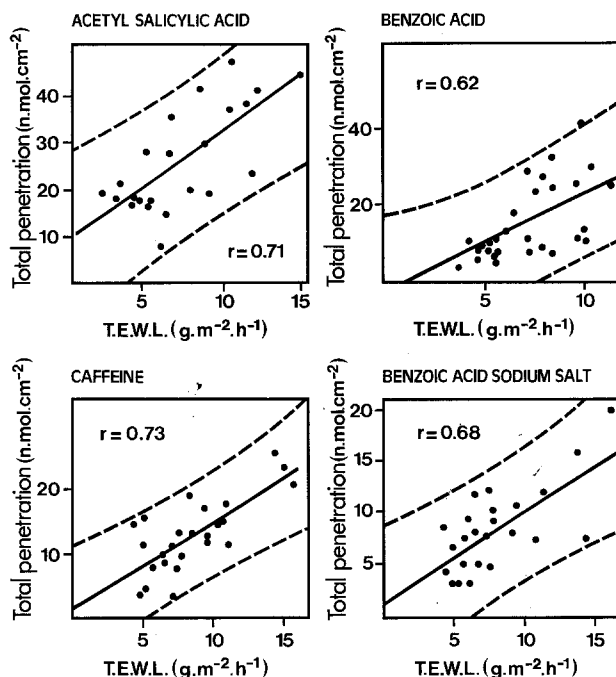 ACETYL SALICYLIC ACID
Total penetration (n.mol.cm⁻²)
40
30
20
10
r = 0.71
5
10
15
T.E.W.L. (g.m⁻².h⁻¹)
BENZOIC ACID
Total penetration (n.mol.cm⁻²)
r = 0.62
40
20
5
10
T.E.W.L. (g.m⁻².h⁻¹)
CAFFEINE
Total penetration (n.mol.cm⁻²)
r = 0.73
20
10
5
10
15
T.E.W.L. (g.m⁻².h⁻¹)
BENZOIC ACID SODIUM SALT
Total penetration (n.mol.cm⁻²)
20
r = 0.68
15
10
5
5
10
15
T.E.W.L. (g.m⁻².h⁻¹)